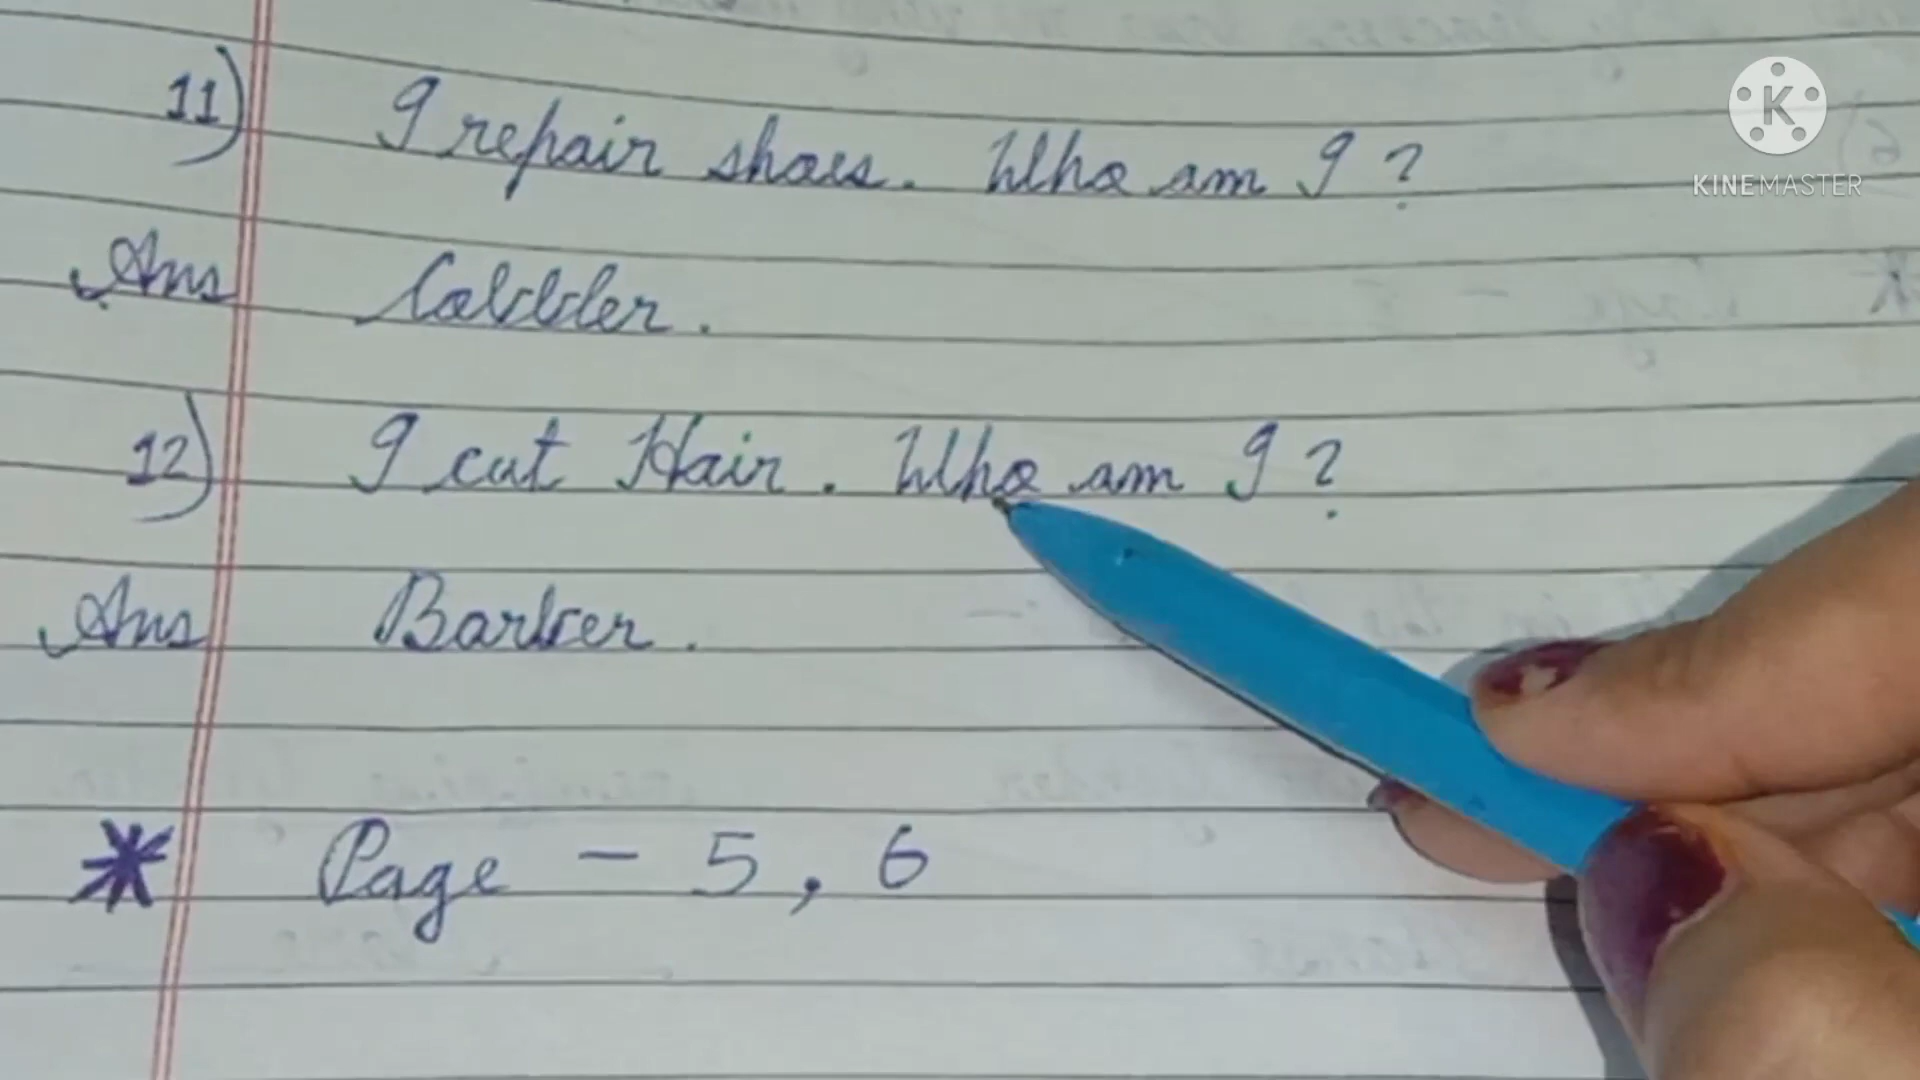 11) I repair shoes. Who am I ?
Ans Cobbler.
12) I cut Hair. Who am I ?
Ans Barber.
* Page - 5, 6
K
KINEMASTER